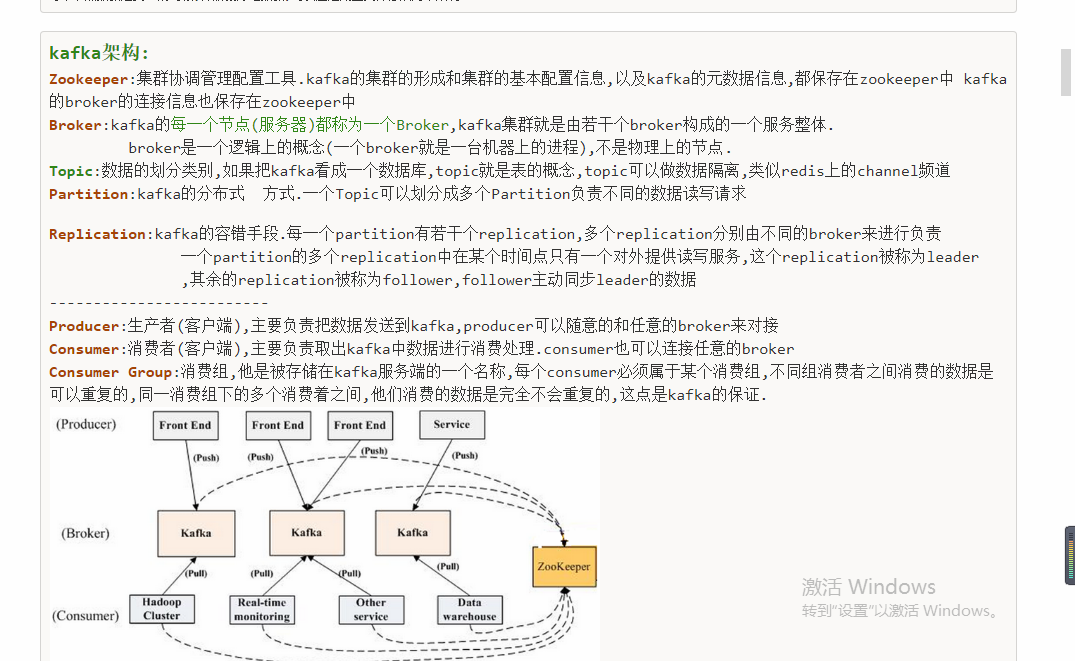 kafka架构:
Zookeeper:集群协调管理配置工具.kafka的集群的形成和集群的基本配置信息,以及kafka的元数据信息,都保存在zookeeper中 kafka
的broker的连接信息也保存在zookeeper中
Broker:kafka的每一个节点(服务器)都称为一个Broker,kafka集群就是由若干个broker构成的一个服务整体.
broker是一个逻辑上的概念(一个broker就是一台机器上的进程),不是物理上的节点.
Topic:数据的划分类别,如果把kafka看成一个数据库,topic就是表的概念,topic可以做数据隔离,类似redis上的channel频道
Partition:kafka的分布式 方式.一个Topic可以划分成多个Partition负责不同的数据读写请求
Replication:kafka的容错手段.每一个partition有若干个replication,多个replication分别由不同的broker来进行负责
一个partition的多个replication中在某个时间点只有一个对外提供读写服务,这个replication被称为leader
,其余的replication被称为follower,follower主动同步leader的数据
-------------------------
Producer:生产者(客户端),主要负责把数据发送到kafka,producer可以随意的和任意的broker来对接
Consumer:消费者(客户端),主要负责取出kafka中数据进行消费处理.consumer也可以连接任意的broker
Consumer Group:消费组,他是被存储在kafka服务端的一个名称,每个consumer必须属于某个消费组,不同组消费者之间消费的数据是
可以重复的,同一消费组下的多个消费着之间,他们消费的数据是完全不会重复的,这点是kafka的保证.
(Producer) Front End Front End Front End Service
(Push) (Push) (Push) (Push)
(Broker) Kafka Kafka Kafka
ZooKeeper
(Pull) (Pull) (Pull) (Pull)
(Consumer)
Hadoop
Cluster
Real-time
monitoring
Other
service
Data
warehouse
激活 Windows
转到"设置"以激活 Windows。